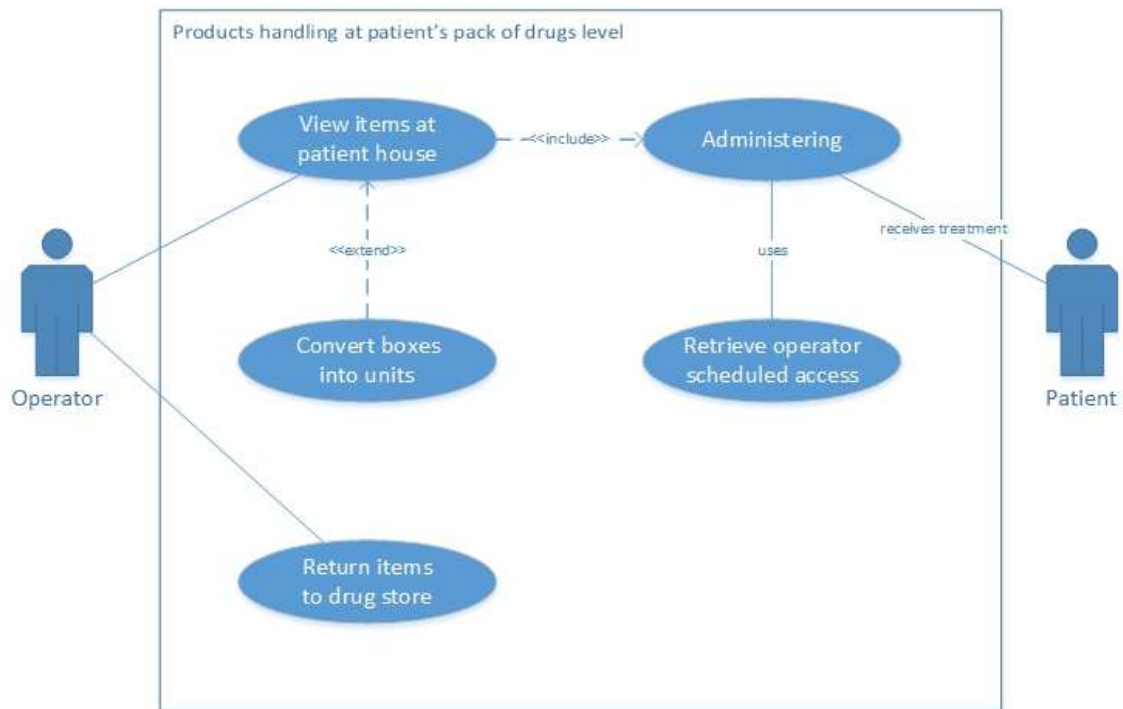 Products handling at patient's pack of drugs level
View items at
patient house
<<include>>
Administering
<<extend>>
uses
receives treatment
Convert boxes
into units
Retrieve operator
scheduled access
Operator
Patient
Return items
to drug store